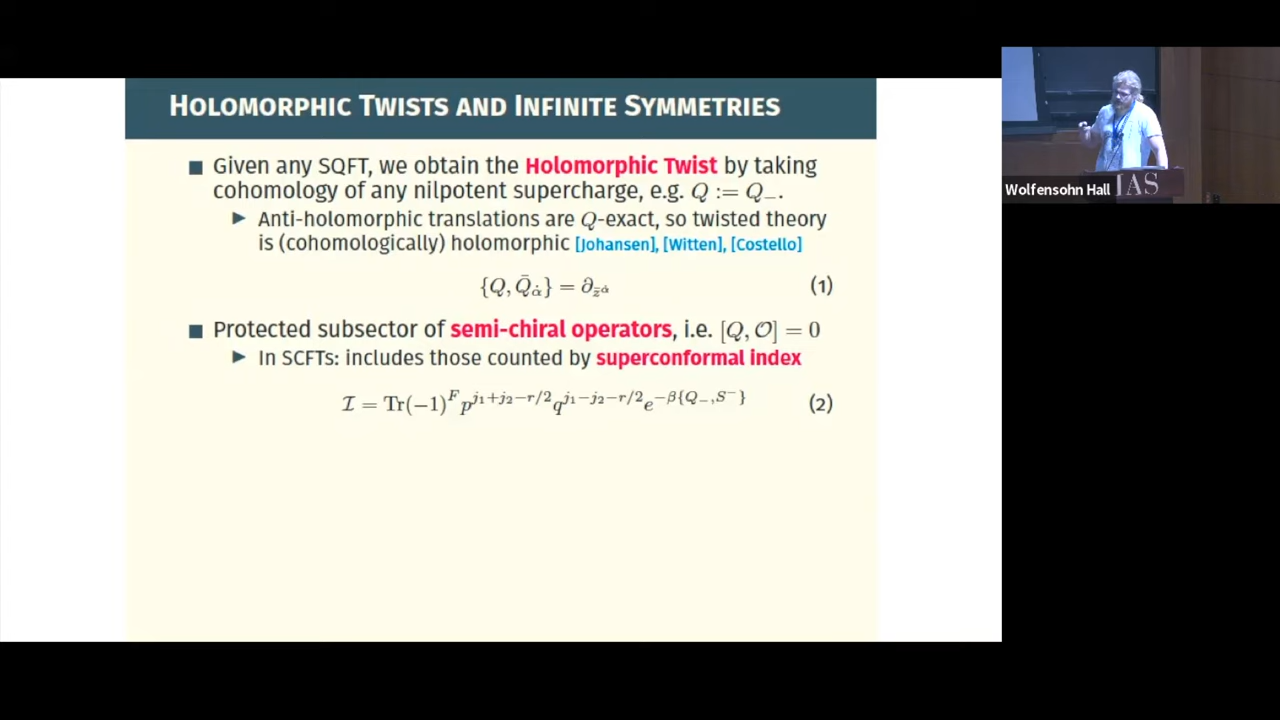 HOLOMORPHIC TWISTS AND INFINITE SYMMETRIES
■ Given any SQFT, we obtain the Holomorphic Twist by taking
cohomology of any nilpotent supercharge, e.g. Q := Q₋.
▶ Anti-holomorphic translations are Q-exact, so twisted theory
is (cohomologically) holomorphic [Johansen], [Witten], [Costello]
{Q, Q̄_α̇} = ∂_{z̄^α̇} (1)
■ Protected subsector of semi-chiral operators, i.e. [Q, 𝒪] = 0
▶ In SCFTs: includes those counted by superconformal index
ℐ = Tr(−1)^F p^{j₁+j₂−r/2} q^{j₁−j₂−r/2} e^{−β{Q₋,S⁻}} (2)
Wolfensohn Hall
IAS